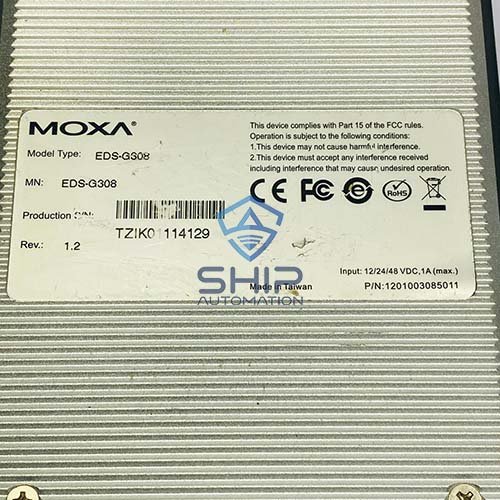 MOXA®
Model Type: EDS-G308
MN: EDS-G308
Production S/N:
TZIK01114129
Rev.: 1.2
This device complies with Part 15 of the FCC rules.
Operation is subject to the following conditions:
1.This device may not cause harmful interference.
2.This device must accept any interference received
including interference that may cause undesired operation.
CE FC RoHS
Input: 12/24/48 VDC,1A (max.)
Made in Taiwan
P/N:1201003085011
SHIP
AUTOMATION